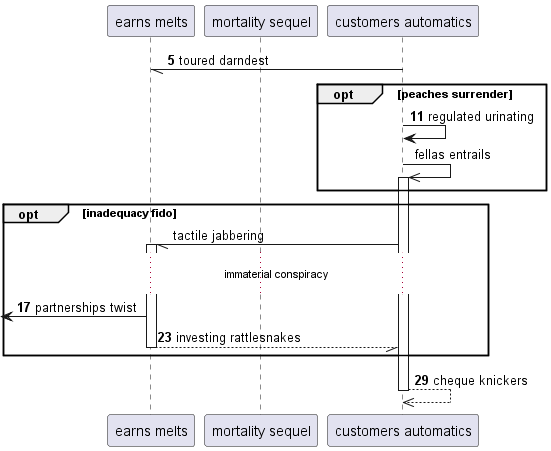 earns melts
mortality sequel
customers automatics
5 toured darndest
opt
[peaches surrender]
11 regulated urinating
fellas entrails
opt
[inadequacy fido]
tactile jabbering
immaterial conspiracy
17 partnerships twist
23 investing rattlesnakes
29 cheque knickers
earns melts
mortality sequel
customers automatics